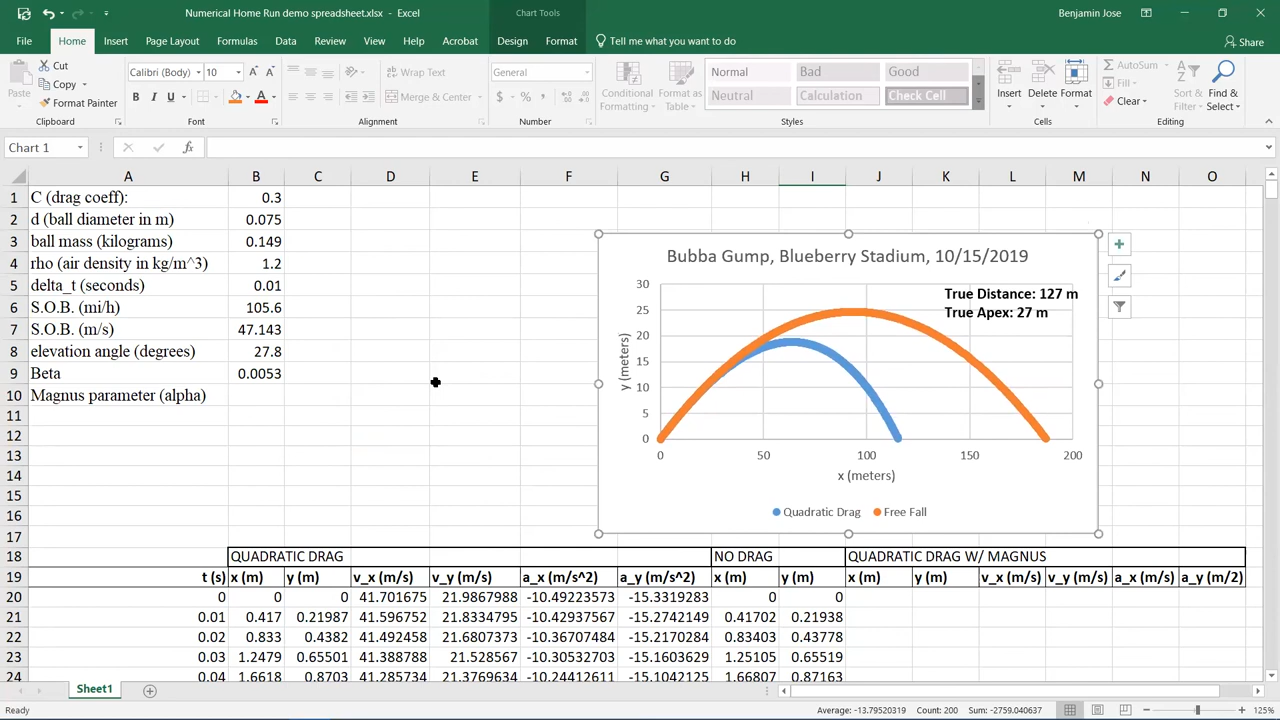 Numerical Home Run demo spreadsheet.xlsx - Excel
Chart Tools
Benjamin Jose
File Home Insert Page Layout Formulas Data Review View Help Acrobat Design Format Tell me what you want to do Share
Paste
Cut
Copy
Format Painter
Calibri (Body) 10
B I U
Wrap Text
Merge & Center
General
$ % ,
Conditional Formatting
Format as Table
Normal Bad Good
Neutral Calculation Check Cell
Insert Delete Format
AutoSum
Fill
Clear
Sort & Filter
Find & Select
Clipboard Font Alignment Number Styles Cells Editing
Chart 1 fx
A B C D E F G H I J K L M N O
1 C (drag coeff): 0.3
2 d (ball diameter in m) 0.075
3 ball mass (kilograms) 0.149
4 rho (air density in kg/m^3) 1.2
5 delta_t (seconds) 0.01
6 S.O.B. (mi/h) 105.6
7 S.O.B. (m/s) 47.143
8 elevation angle (degrees) 27.8
9 Beta 0.0053
10 Magnus parameter (alpha)
11
12
13
14
15
16
17
Bubba Gump, Blueberry Stadium, 10/15/2019
True Distance: 127 m
True Apex: 27 m
y (meters)
30
25
20
15
10
5
0
0 50 100 150 200
x (meters)
Quadratic Drag Free Fall
18 QUADRATIC DRAG NO DRAG QUADRATIC DRAG W/ MAGNUS
19 t (s) x (m) y (m) v_x (m/s) v_y (m/s) a_x (m/s^2) a_y (m/s^2) x (m) y (m) x (m) y (m) v_x (m/s) v_y (m/s) a_x (m/s) a_y (m/2)
20 0 0 0 41.701675 21.9867988 -10.49223573 -15.3319283 0 0
21 0.01 0.417 0.21987 41.596752 21.8334795 -10.42937567 -15.2742149 0.41702 0.21938
22 0.02 0.833 0.4382 41.492458 21.6807373 -10.36707484 -15.2170284 0.83403 0.43778
23 0.03 1.2479 0.65501 41.388788 21.528567 -10.30532703 -15.1603629 1.25105 0.65519
24 0.04 1.6618 0.8703 41.285734 21.3769634 -10.24412611 -15.1042125 1.66807 0.87163
Sheet1
Ready
Average: -13.79520319 Count: 200 Sum: -2759.040637
125%